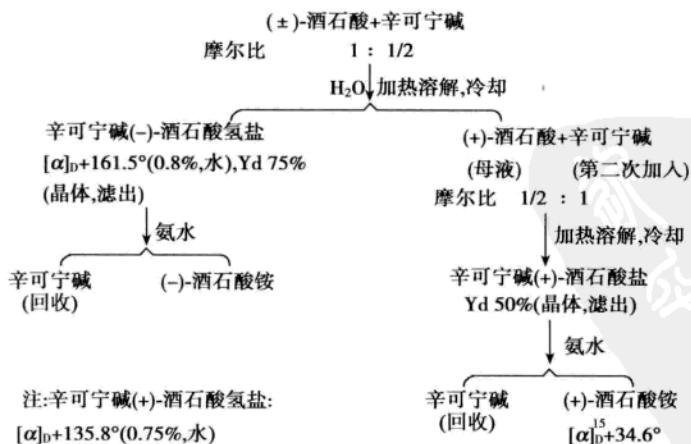 (±)-酒石酸+辛可宁碱
摩尔比 1 : 1/2
H₂O 加热溶解,冷却
辛可宁碱(−)-酒石酸氢盐
[α]D+161.5°(0.8%,水),Yd 75%
(晶体,滤出)
氨水
辛可宁碱 (−)-酒石酸铵
(回收)
(+)-酒石酸+辛可宁碱
(母液) (第二次加入)
摩尔比 1/2 : 1
加热溶解,冷却
辛可宁碱(+)-酒石酸盐
Yd 50%(晶体,滤出)
氨水
辛可宁碱 (+)-酒石酸铵
(回收) [α]D¹⁵+34.6°
注:辛可宁碱(+)-酒石酸氢盐:
[α]D+135.8°(0.75%,水)